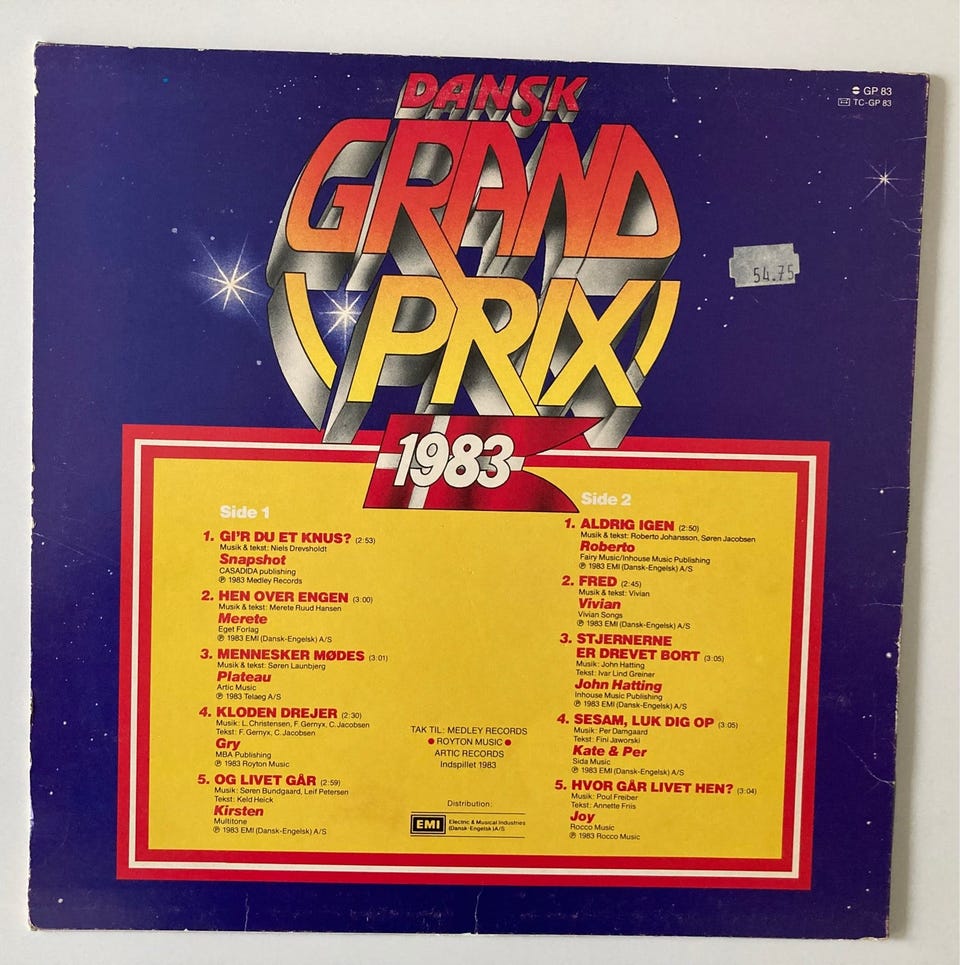 DANSK
GRAND
PRIX
1983
GP 83
TC-GP 83
54.75
Side 1
1. GI'R DU ET KNUS? (2:53)
Musik & tekst: Niels Drevsholdt
Snapshot
CASADIDA publishing
℗ 1983 Medley Records
2. HEN OVER ENGEN (3:00)
Musik & tekst: Merete Ruud Hansen
Merete
Eget Forlag
℗ 1983 EMI (Dansk-Engelsk) A/S
3. MENNESKER MØDES (3:01)
Musik & tekst: Søren Launbjerg
Plateau
Artic Music
℗ 1983 Telaeg A/S
4. KLODEN DREJER (2:30)
Musik: L. Christensen, F. Gernyx, C. Jacobsen
Tekst: F. Gernyx, C. Jacobsen
Gry
MBA Publishing
℗ 1983 Royton Music
5. OG LIVET GÅR (2:59)
Musik: Søren Bundgaard, Leif Petersen
Tekst: Keld Heick
Kirsten
Multitone
℗ 1983 EMI (Dansk-Engelsk) A/S
TAK TIL: MEDLEY RECORDS
● ROYTON MUSIC ●
ARTIC RECORDS
Indspillet 1983
Distribution:
EMI
Electric & Musical Industries
(Dansk-Engelsk) A/S
Side 2
1. ALDRIG IGEN (2:50)
Musik & tekst: Roberto Johansson, Søren Jacobsen
Roberto
Fairy Music/Inhouse Music Publishing
℗ 1983 EMI (Dansk-Engelsk) A/S
2. FRED (2:45)
Musik & tekst: Vivian
Vivian
Vivian Songs
℗ 1983 EMI (Dansk-Engelsk) A/S
3. STJERNERNE
ER DREVET BORT (3:05)
Musik: John Hatting
Tekst: Ivar Lind Greiner
John Hatting
Inhouse Music Publishing
℗ 1983 EMI (Dansk-Engelsk) A/S
4. SESAM, LUK DIG OP (3:05)
Musik: Per Damgaard
Tekst: Fini Jaworski
Kate & Per
Sida Music
℗ 1983 EMI (Dansk-Engelsk) A/S
5. HVOR GÅR LIVET HEN? (3:04)
Musik: Poul Freiber
Tekst: Annette Friis
Joy
Rocco Music
℗ 1983 Rocco Music